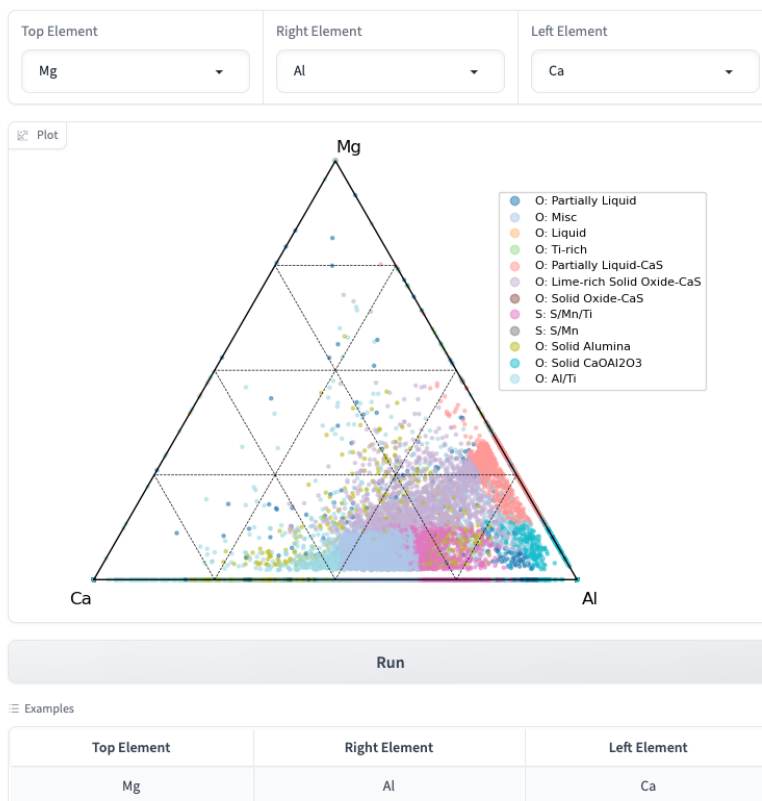 Top Element
Right Element
Left Element
Mg
Al
Ca
Plot
Mg
O: Partially Liquid
O: Misc
O: Liquid
O: Ti-rich
O: Partially Liquid-CaS
O: Lime-rich Solid Oxide-CaS
O: Solid Oxide-CaS
S: S/Mn/Ti
S: S/Mn
O: Solid Alumina
O: Solid CaOAl2O3
O: Al/Ti
Ca
Al
Run
Examples
Top Element
Right Element
Left Element
Mg
Al
Ca